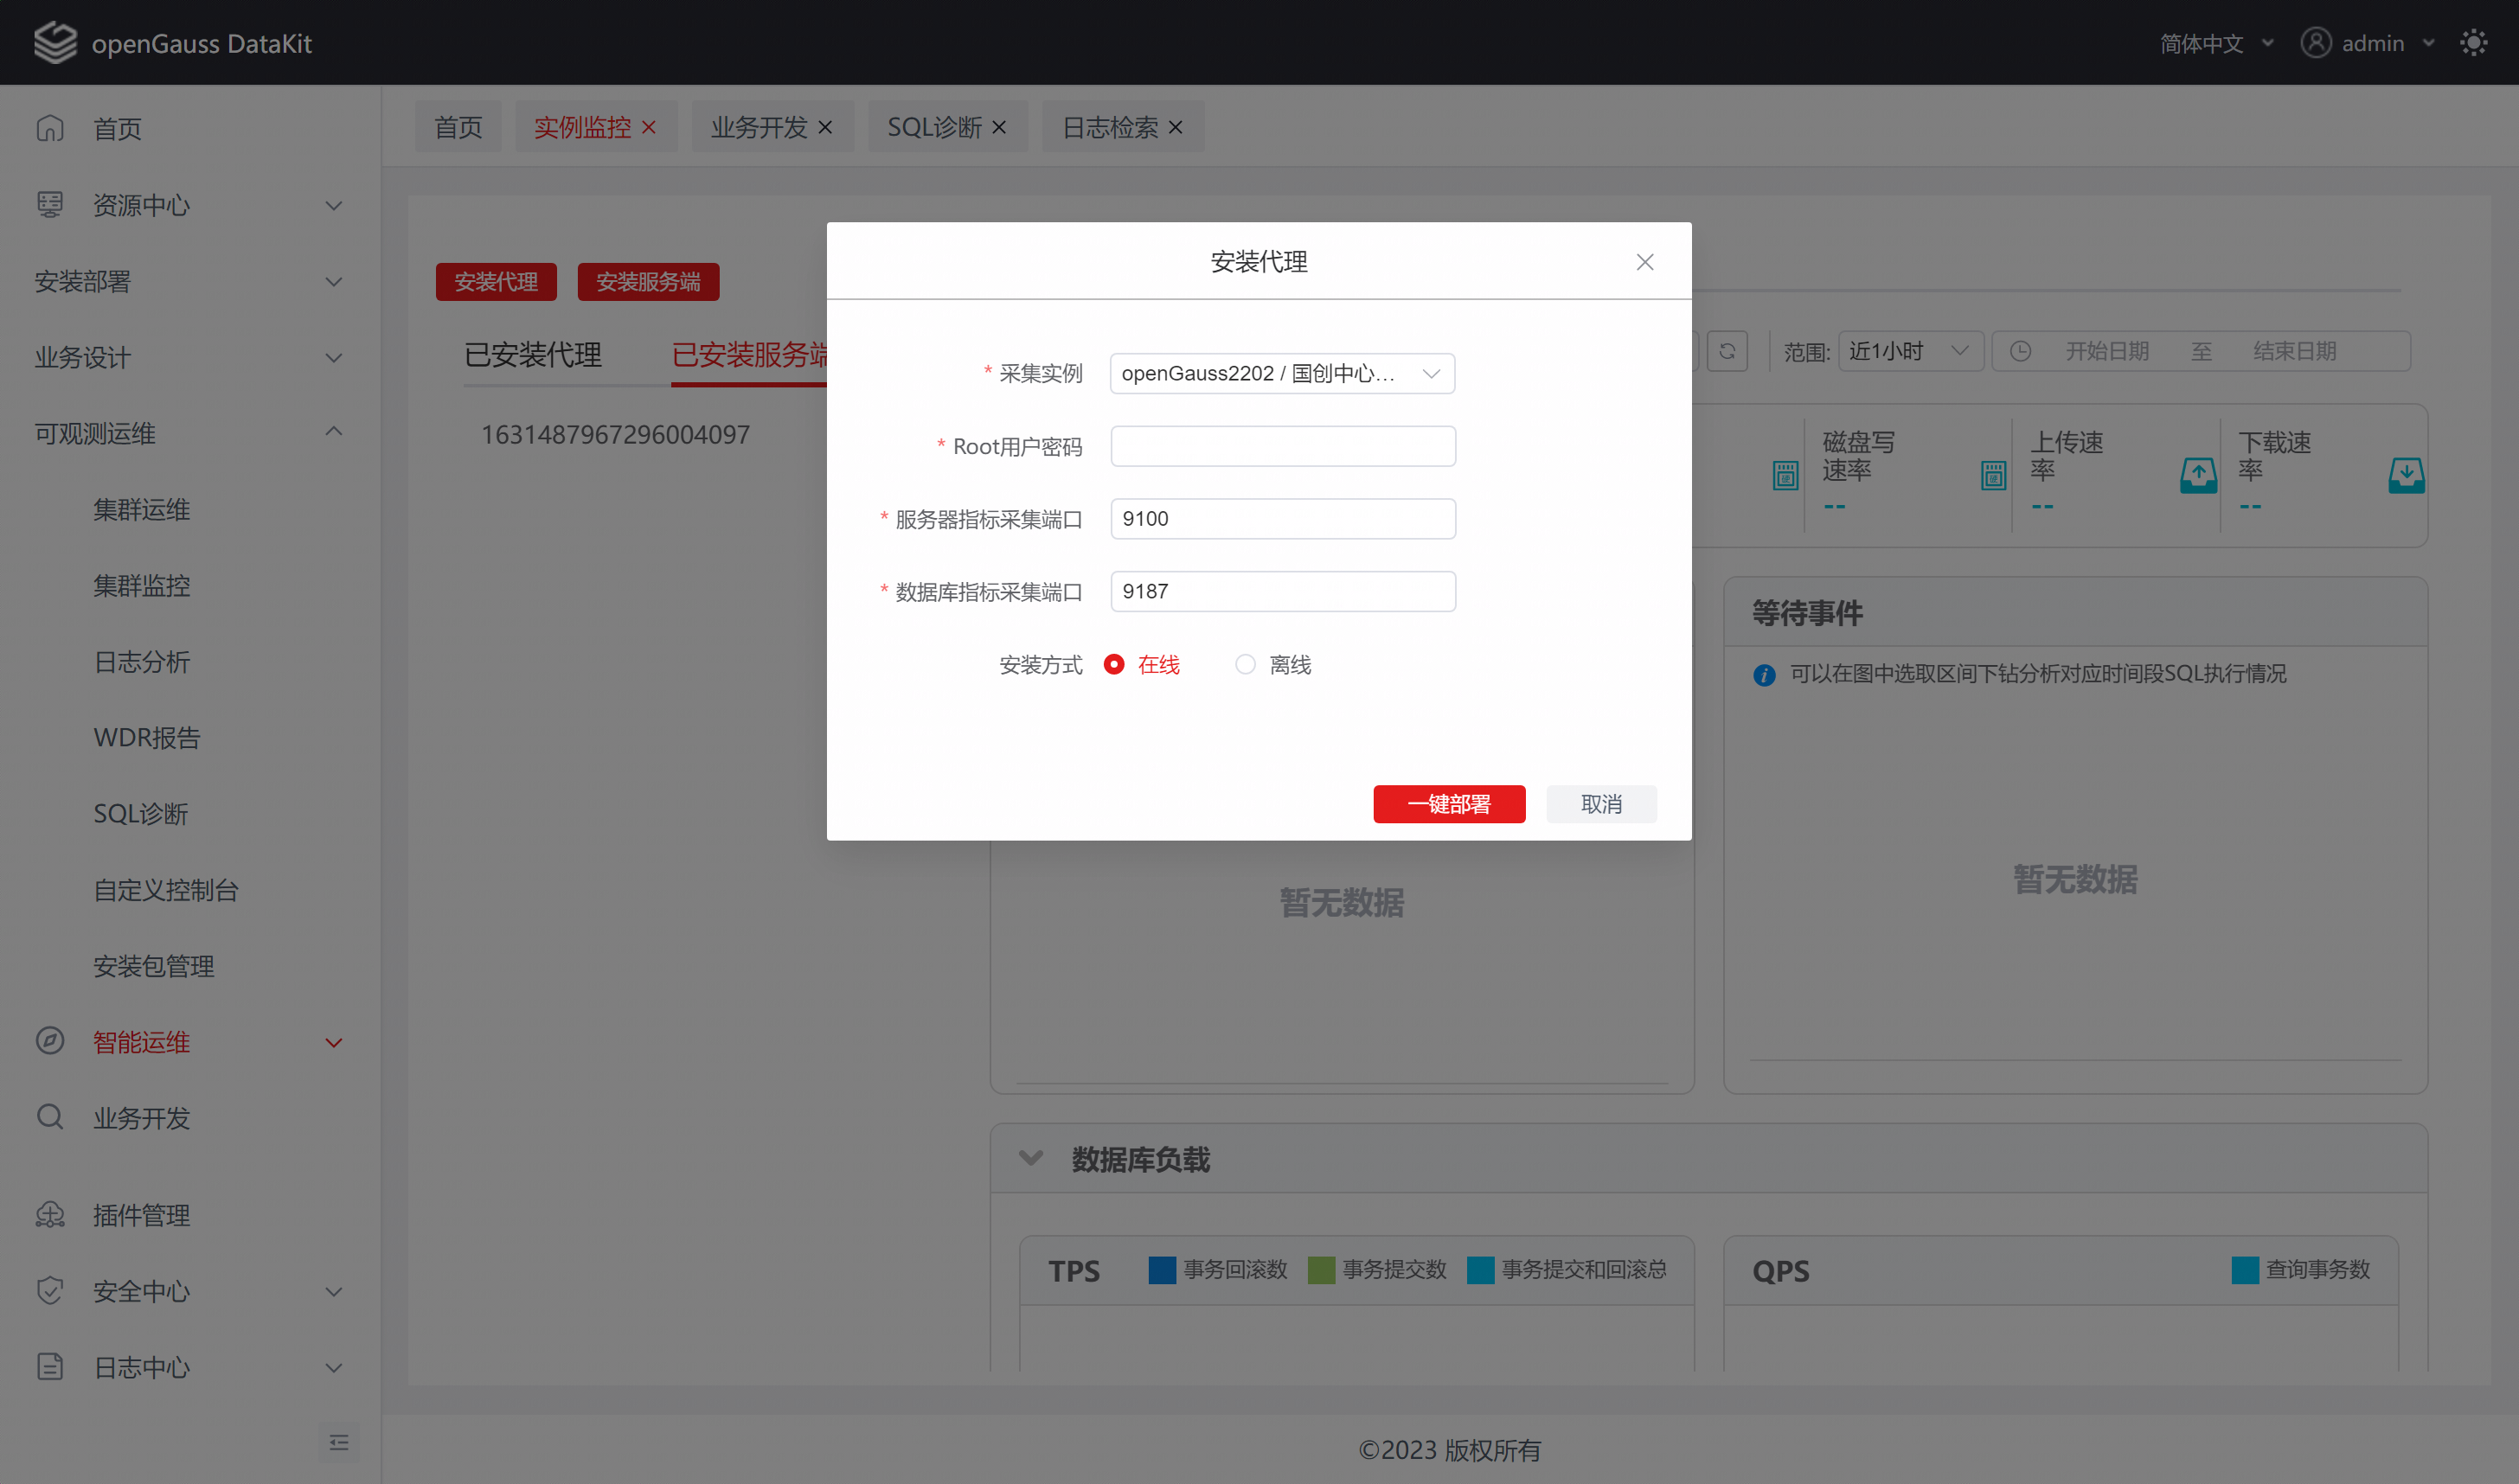 openGauss DataKit
简体中文
admin
首页
实例监控
业务开发
SQL诊断
日志检索
首页
资源中心
安装部署
业务设计
可观测运维
集群运维
集群监控
日志分析
WDR报告
SQL诊断
自定义控制台
安装包管理
智能运维
业务开发
插件管理
安全中心
日志中心
安装代理
安装服务端
已安装代理
已安装服务端
1631487967296004097
安装代理
* 采集实例
openGauss2202 / 国创中心...
* Root用户密码
* 服务器指标采集端口
9100
* 数据库指标采集端口
9187
安装方式
在线
离线
一键部署
取消
范围:
近1小时
开始日期
至
结束日期
磁盘写
速率
--
上传速
率
--
下载速
率
--
等待事件
可以在图中选取区间下钻分析对应时间段SQL执行情况
暂无数据
暂无数据
数据库负载
TPS
事务回滚数
事务提交数
事务提交和回滚总
QPS
查询事务数
©2023 版权所有